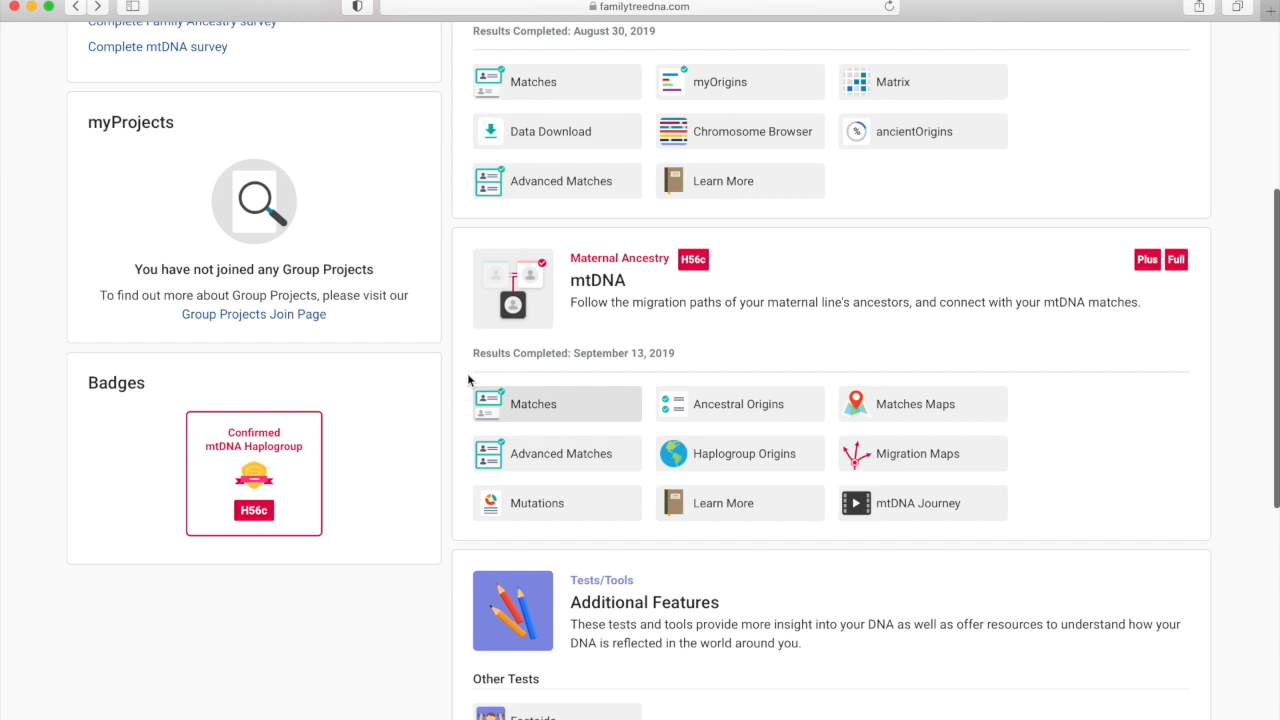 familytreedna.com
Complete Family Ancestry survey
Complete mtDNA survey
myProjects
You have not joined any Group Projects
To find out more about Group Projects, please visit our
Group Projects Join Page
Badges
Confirmed
mtDNA Haplogroup
H56c
Results Completed: August 30, 2019
Matches
myOrigins
Matrix
Data Download
Chromosome Browser
% ancientOrigins
Advanced Matches
Learn More
Maternal Ancestry H56c
Plus Full
mtDNA
Follow the migration paths of your maternal line's ancestors, and connect with your mtDNA matches.
Results Completed: September 13, 2019
Matches
Ancestral Origins
Matches Maps
Advanced Matches
Haplogroup Origins
Migration Maps
Mutations
Learn More
mtDNA Journey
Tests/Tools
Additional Features
These tests and tools provide more insight into your DNA as well as offer resources to understand how your
DNA is reflected in the world around you.
Other Tests